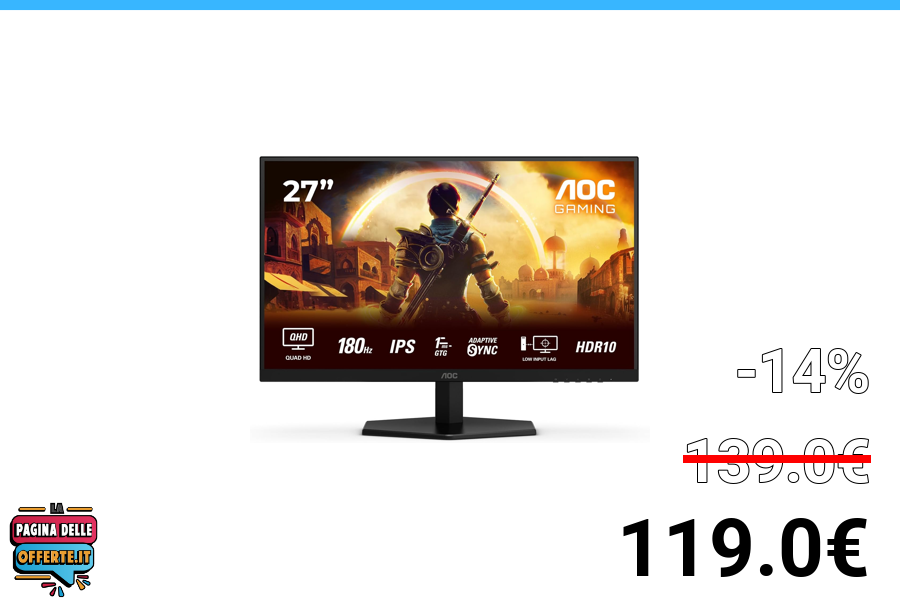 27”
AOC
GAMING
QHD
QUAD HD
180Hz
IPS
1ms
GTG
ADAPTIVE
SYNC
LOW INPUT LAG
HDR10
AOC
-14%
139.0€
119.0€
LA
PAGINA DELLE
OFFERTE.IT